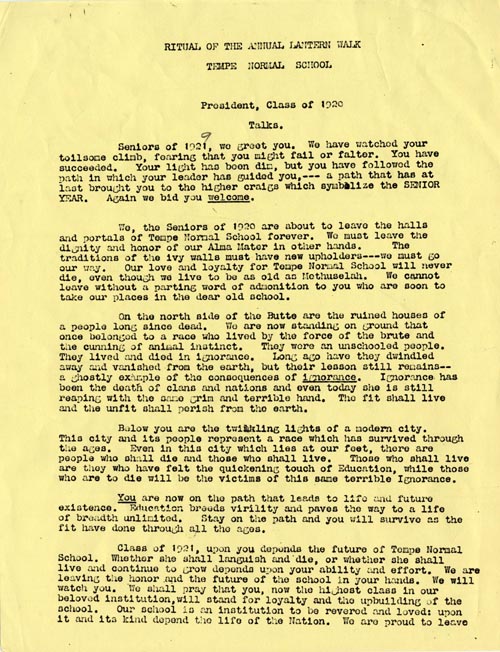 RITUAL OF THE ANNUAL LANTERN WALK
TEMPE NORMAL SCHOOL
President, Class of 1920
Talks.
9
Seniors of 1921, we greet you. We have watched your
toilsome climb, fearing that you might fail or falter. You have
succeeded. Your light has been dim, but you have followed the
path in which your leader has guided you,--- a path that has at
last brought you to the higher craigs which symbolize the SENIOR
YEAR. Again we bid you welcome.
We, the Seniors of 1920 are about to leave the halls
and portals of Tempe Normal School forever. We must leave the
dignity and honor of our Alma Mater in other hands. The
traditions of the ivy walls must have new upholders---we must go
our way. Our love and loyalty for Tempe Normal School will never
die, even though we live to be as old as Methuselah. We cannot
leave without a parting word of admonition to you who are soon to
take our places in the dear old school.
On the north side of the Butte are the ruined houses of
a people long since dead. We are now standing on ground that
once belonged to a race who lived by the force of the brute and
the cunning of animal instinct. They were an unschooled people.
They lived and died in ignorance. Long ago have they dwindled
away and vanished from the earth, but their lesson still remains--
a ghostly example of the consequences of ignorance. Ignorance has
been the death of clans and nations and even today she is still
reaping with the same grim and terrible hand. The fit shall live
and the unfit shall perish from the earth.
Below you are the twinkling lights of a modern city.
This city and its people represent a race which has survived through
the ages. Even in this city which lies at our feet, there are
people who shall die and those who shall live. Those who shall live
are they who have felt the quickening touch of Education, while those
who are to die will be the victims of this same terrible Ignorance.
You are now on the path that leads to life and future
existence. Education breeds virility and paves the way to a life
of breadth unlimited. Stay on the path and you will survive as the
fit have done through all the ages.
Class of 1921, upon you depends the future of Tempe Normal
School. Whether she shall languish and die, or whether she shall
live and continue to grow depends upon your ability and effort. We are
leaving the honor and the future of the school in your hands. We will
watch you. We shall pray that you, now the highest class in our
beloved institution,will stand for loyalty and the upbuilding of the
school. Our school is an institution to be revered and loved: upon
it and its kind depend the life of the Nation. We are proud to leave